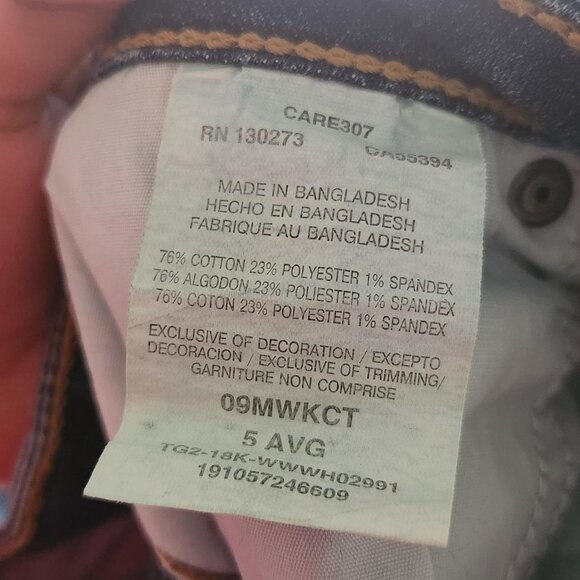 CARE307
RN 130273 CA55394
MADE IN BANGLADESH
HECHO EN BANGLADESH
FABRIQUE AU BANGLADESH
76% COTTON 23% POLYESTER 1% SPANDEX
76% ALGODON 23% POLIESTER 1% SPANDEX
76% COTON 23% POLYESTER 1% SPANDEX
EXCLUSIVE OF DECORATION / EXCEPTO
DECORACION / EXCLUSIVE OF TRIMMING/
GARNITURE NON COMPRISE
09MWKCT
5 AVG
TG2-18K-WWWH02991
191057246609